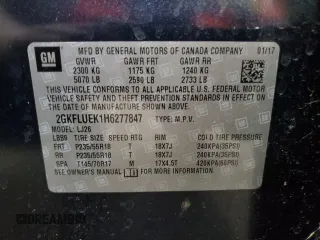 GM
MFD BY GENERAL MOTORS OF CANADA COMPANY 01/17
GVWR GAWR FRT GAWR RR
2300 KG 1175 KG 1240 KG
5070 LB 2590 LB 2733 LB
THIS VEHICLE CONFORMS TO ALL APPLICABLE U.S. FEDERAL MOTOR VEHICLE SAFETY, BUMPER, AND THEFT PREVENTION STANDARDS IN EFFECT ON THE DATE OF MANUFACTURE SHOWN ABOVE.
2GKFLUEK1H6277847 TYPE: M.P.V.
MODEL: LJ26
TIRE SIZE SPEED RTG RIM COLD TIRE PRESSURE
FRT P235/55R18 T 18X7J 240KPA(35PSI)
RR P235/55R18 T 18X7J 240KPA(35PSI)
SPA T145/70R17 M 17X4.5T 420KPA(60PSI)
SEE OWNER'S MANUAL FOR MORE INFORMATION.